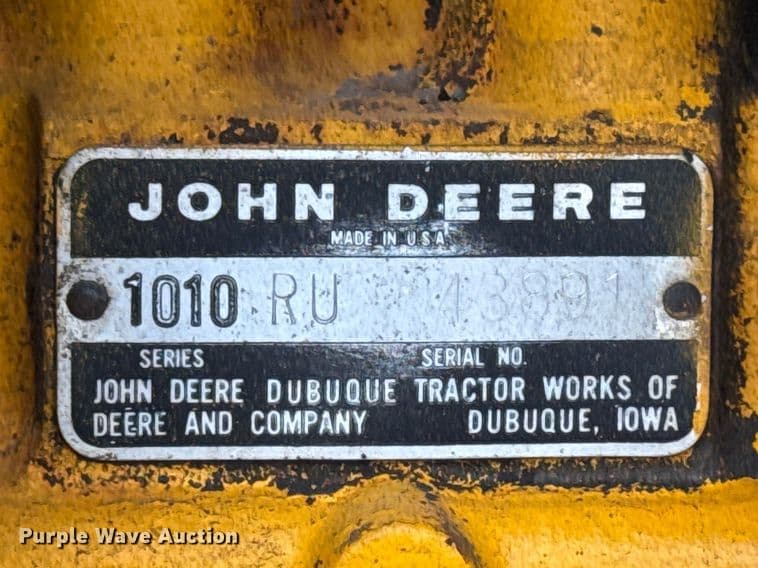 JOHN DEERE
MADE IN U.S.A.
1010 RU 43891
SERIES SERIAL NO.
JOHN DEERE DUBUQUE TRACTOR WORKS OF
DEERE AND COMPANY DUBUQUE, IOWA
Purple Wave Auction